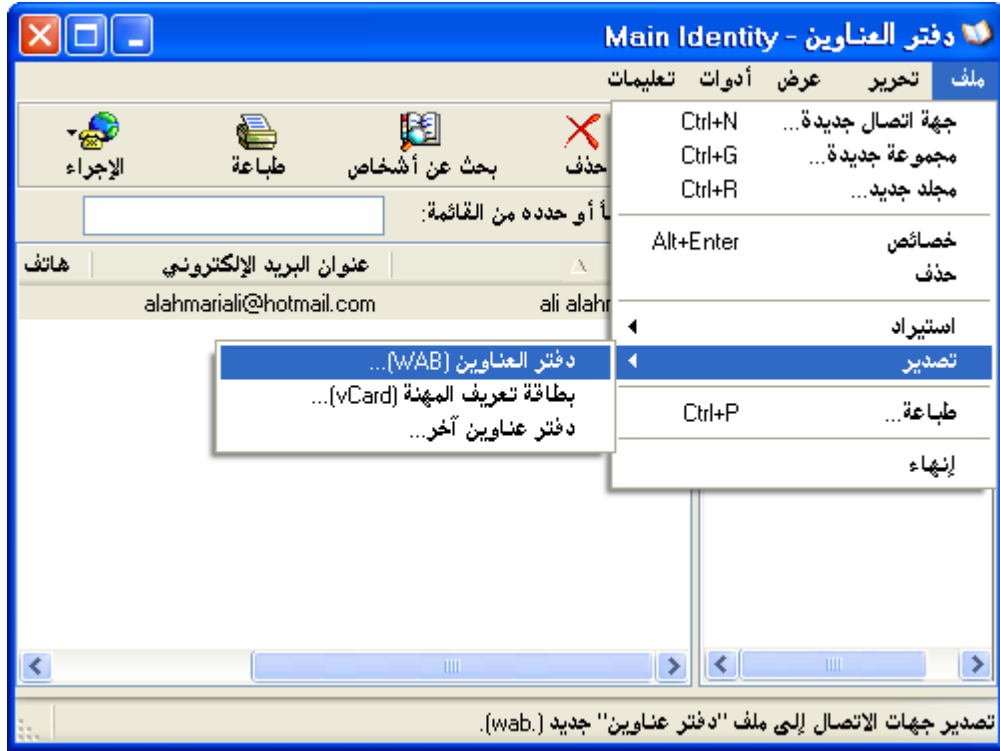 دفتر العناوين - Main Identity
ملف تحرير عرض أدوات تعليمات
جهة اتصال جديدة... Ctrl+N
مجموعة جديدة... Ctrl+G
مجلد جديد... Ctrl+R
خصائص Alt+Enter
حذف
استيراد
تصدير
طباعة... Ctrl+P
إنهاء
دفتر العناوين (WAB)...
بطاقة تعريف المهنة (vCard)...
دفتر عناوين آخر...
حذف بحث عن أشخاص طباعة الإجراء
أو حدده من القائمة:
عنوان البريد الإلكتروني هاتف
ali alahmariali@hotmail.com
تصدير جهات الاتصال إلى ملف "دفتر عناوين" جديد (.wab).